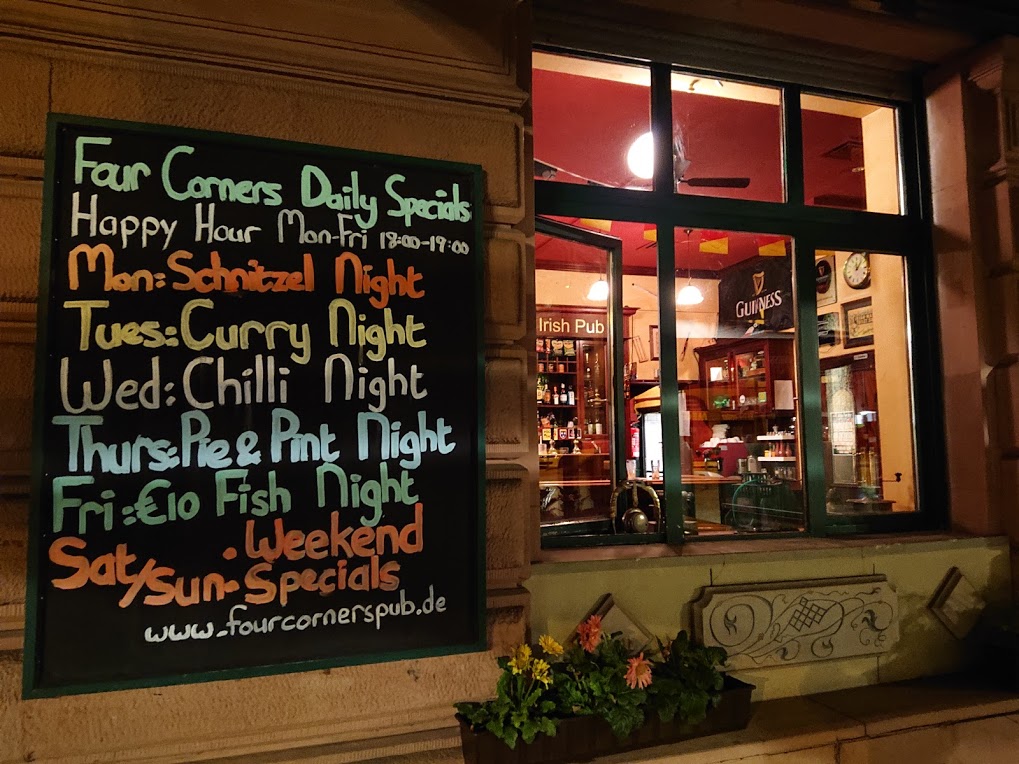 Four Corners Daily Specials
Happy Hour Mon-Fri 18:00-19:00
Mon: Schnitzel Night
Tues: Curry Night
Wed: Chilli Night
Thurs: Pie & Pint Night
Fri: €10 Fish Night
Sat/Sun: Weekend
Specials
www.fourcornerspub.de
Irish Pub
GUINNESS